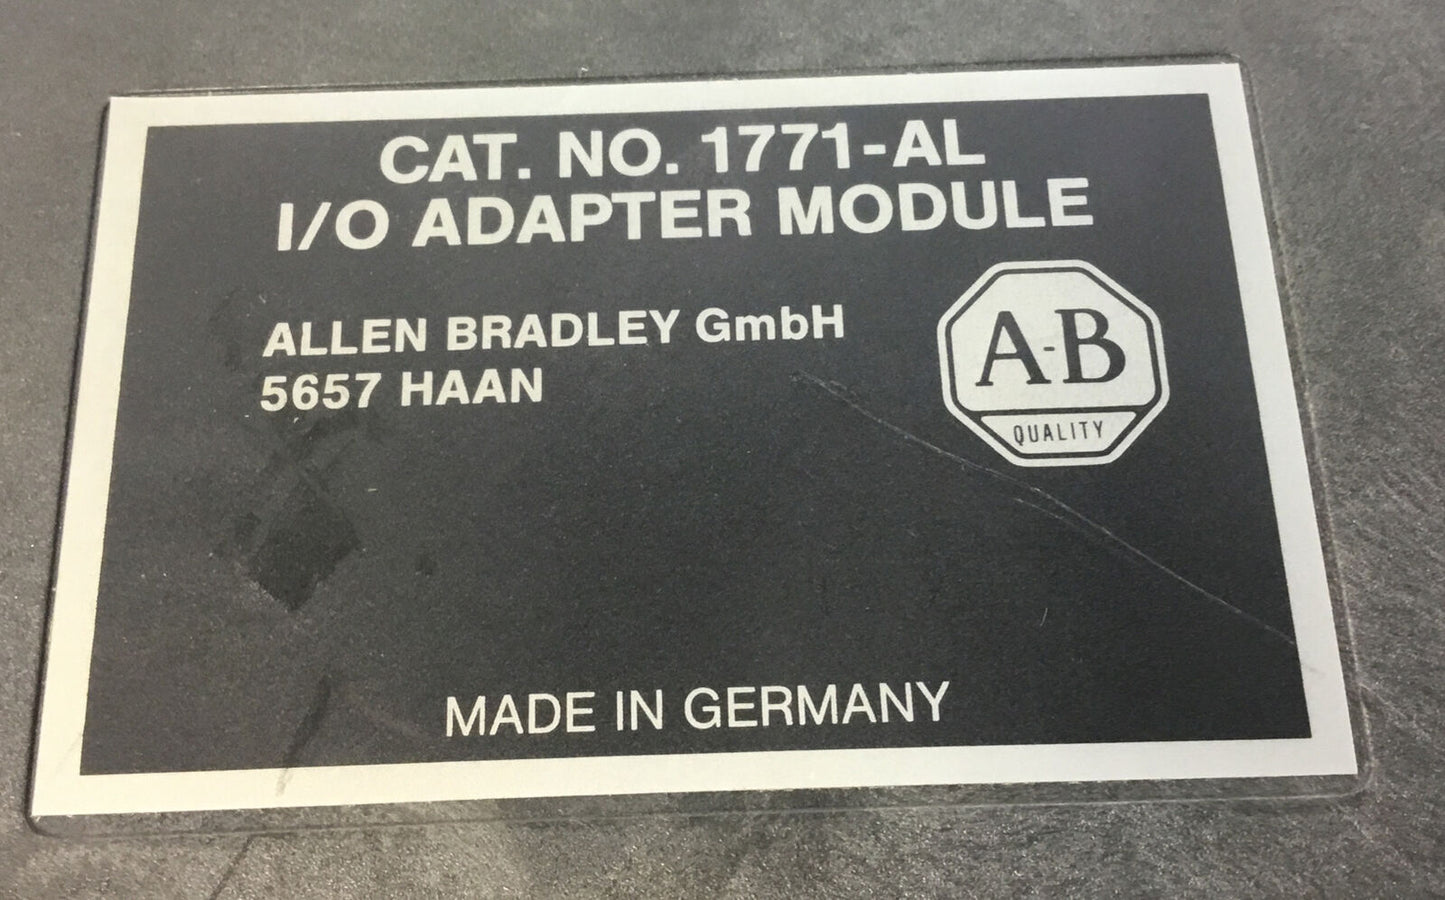 CAT. NO. 1771-AL
I/O ADAPTER MODULE
ALLEN BRADLEY GmbH
5657 HAAN
A-B
QUALITY
MADE IN GERMANY